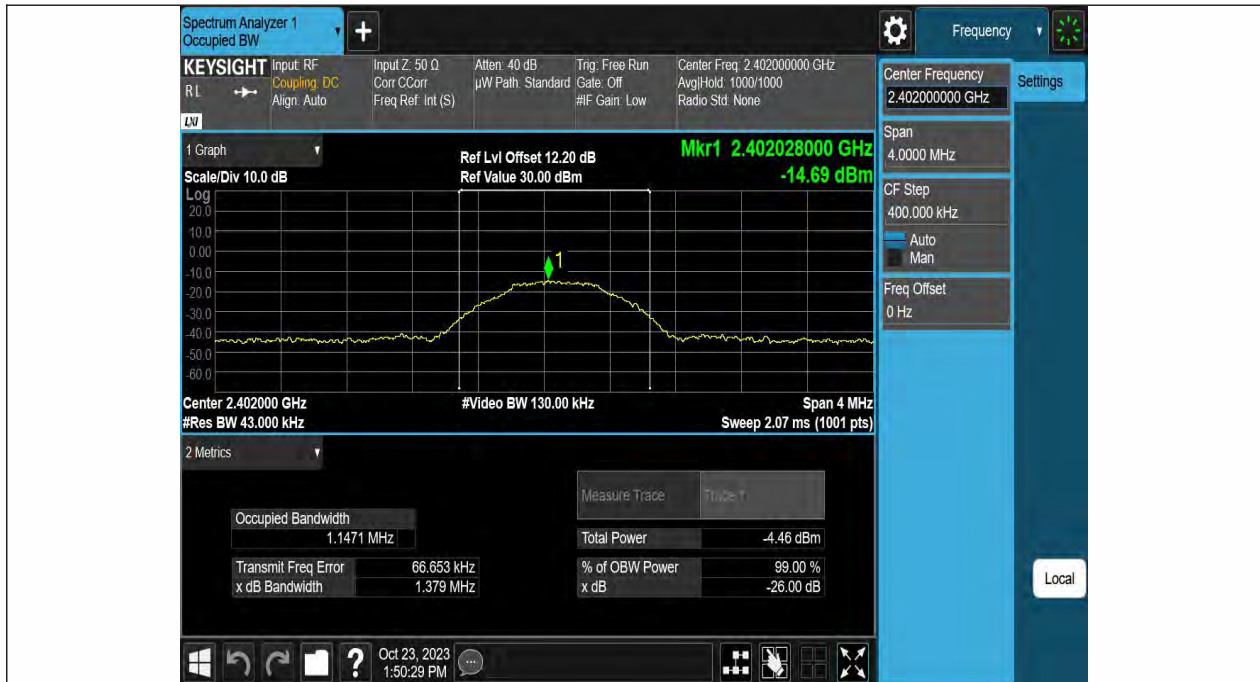 Spectrum Analyzer 1
Occupied BW
Frequency
KEYSIGHT
RL
LXI
Input: RF
Coupling: DC
Align: Auto
Input Z: 50 Ω
Corr CCorr
Freq Ref: Int (S)
Atten: 40 dB
µW Path: Standard
Trig: Free Run
Gate: Off
#IF Gain: Low
Center Freq: 2.402000000 GHz
Avg|Hold: 1000/1000
Radio Std: None
Center Frequency
2.402000000 GHz
Settings
Span
4.0000 MHz
CF Step
400.000 kHz
Auto
Man
Freq Offset
0 Hz
Local
1 Graph
Scale/Div 10.0 dB
Ref Lvl Offset 12.20 dB
Ref Value 30.00 dBm
Mkr1 2.402028000 GHz
-14.69 dBm
Log
20.0
10.0
0.00
-10.0
-20.0
-30.0
-40.0
-50.0
-60.0
1
Center 2.402000 GHz
#Res BW 43.000 kHz
#Video BW 130.00 kHz
Span 4 MHz
Sweep 2.07 ms (1001 pts)
2 Metrics
Measure Trace
Trace 1
Occupied Bandwidth
1.1471 MHz
Total Power
-4.46 dBm
Transmit Freq Error
66.653 kHz
% of OBW Power
99.00 %
x dB Bandwidth
1.379 MHz
x dB
-26.00 dB
Oct 23, 2023
1:50:29 PM